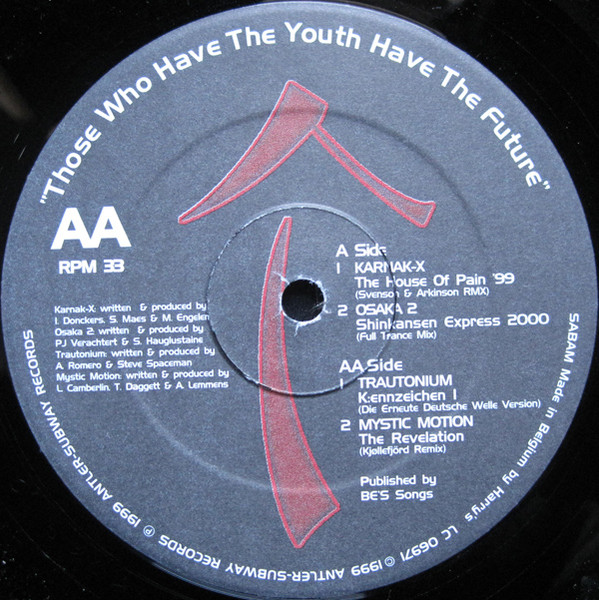 "Those Who Have The Youth Have The Future"
AA
RPM 33
Karnak-X: written & produced by
I. Donckers, S. Maes & M. Engelen
Osaka 2: written & produced by
PJ Verachtert & S. Hauglustaine
Trautonium: written & produced by
A. Romero & Steve Spaceman
Mystic Motion: written & produced by
L. Camberlin, T. Daggett & A. Lemmens
A Side
1 KARNAK-X
The House Of Pain '99
(Svenson & Arkinson RMX)
2 OSAKA 2
Shinkansen Express 2000
(Full Trance Mix)
AA-Side
1 TRAUTONIUM
K:ennzeichen I
(Die Erneute Deutsche Welle Version)
2 MYSTIC MOTION
The Revelation
(Kjøllefjörd Remix)
Published by
BE'S Songs
SABAM Made in Belgium by Harry's LC 06971 © 1999 ANTLER-SUBWAY RECORDS ℗ 1999 ANTLER-SUBWAY RECORDS